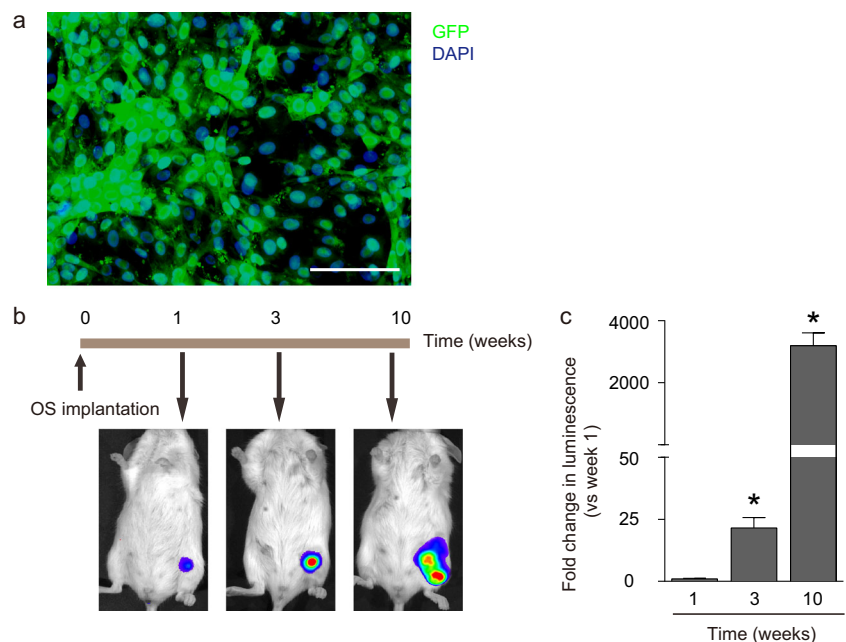 a
GFP
DAPI
b
0 1 3 10
Time (weeks)
OS implantation
c
Fold change in luminescence
(vs week 1)
4000
2000
50
25
0
*
*
1 3 10
Time (weeks)